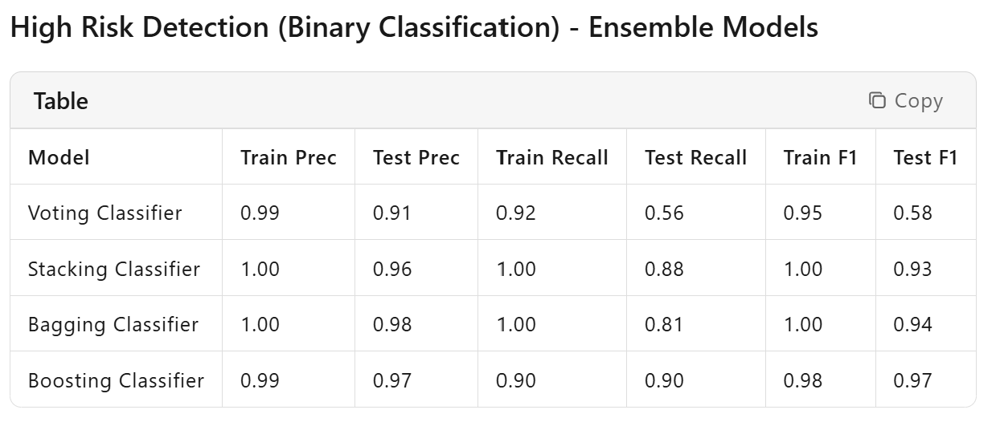 High Risk Detection (Binary Classification) - Ensemble Models
Table Copy
Model Train Prec Test Prec Train Recall Test Recall Train F1 Test F1
Voting Classifier 0.99 0.91 0.92 0.56 0.95 0.58
Stacking Classifier 1.00 0.96 1.00 0.88 1.00 0.93
Bagging Classifier 1.00 0.98 1.00 0.81 1.00 0.94
Boosting Classifier 0.99 0.97 0.90 0.90 0.98 0.97